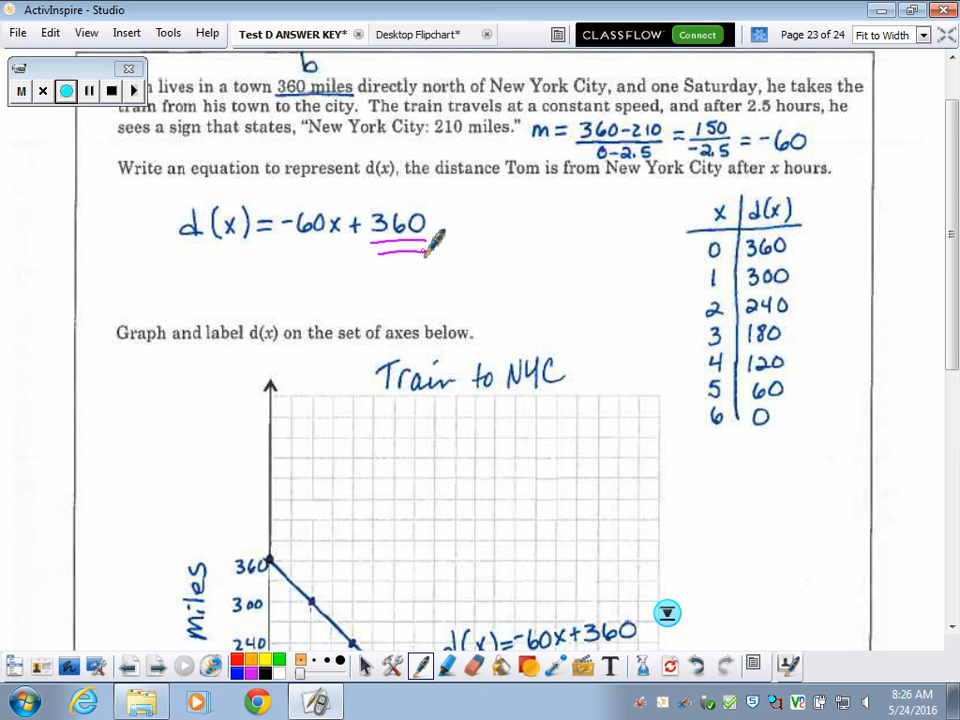 ActivInspire - Studio
File Edit View Insert Tools Help
Test D ANSWER KEY*
Desktop Flipchart*
CLASSFLOW Connect
Page 23 of 24
Fit to Width
M
b
lives in a town 360 miles directly north of New York City, and one Saturday, he takes the
train from his town to the city. The train travels at a constant speed, and after 2.5 hours, he
sees a sign that states, “New York City: 210 miles.”
m = 360-210 / 0-2.5 = 150 / -2.5 = -60
Write an equation to represent d(x), the distance Tom is from New York City after x hours.
d(x) = -60x + 360
x d(x)
0 360
1 300
2 240
3 180
4 120
5 60
6 0
Graph and label d(x) on the set of axes below.
Train to NYC
miles
360
300
240
d(x)=-60x+360
T
8:26 AM
5/24/2016